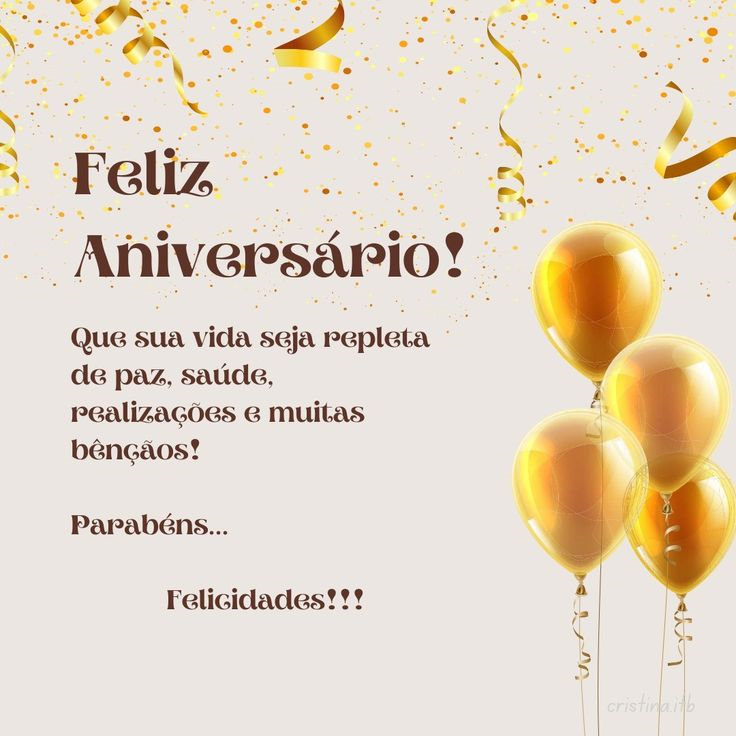 Feliz
Aniversário!
Que sua vida seja repleta
de paz, saúde,
realizações e muitas
bênçãos!
Parabéns...
Felicidades!!!
cristina.itb